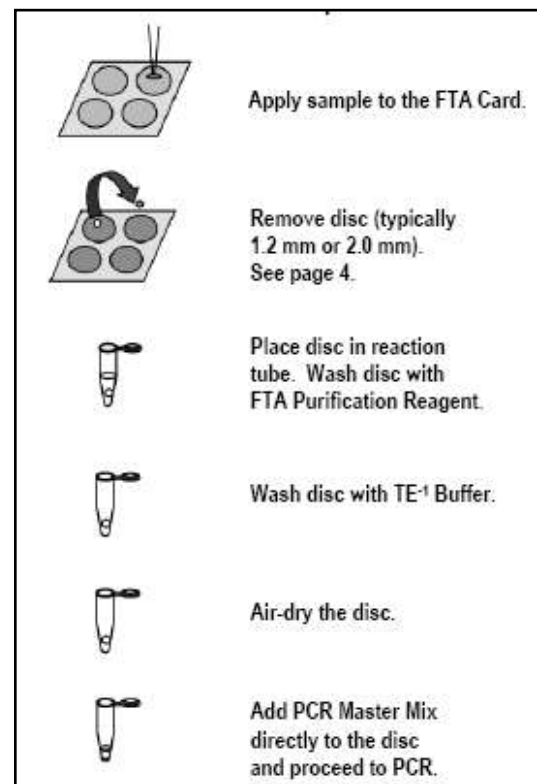 Apply sample to the FTA Card.
Remove disc (typically
1.2 mm or 2.0 mm).
See page 4.
Place disc in reaction
tube. Wash disc with
FTA Purification Reagent.
Wash disc with TE⁻¹ Buffer.
Air-dry the disc.
Add PCR Master Mix
directly to the disc
and proceed to PCR.